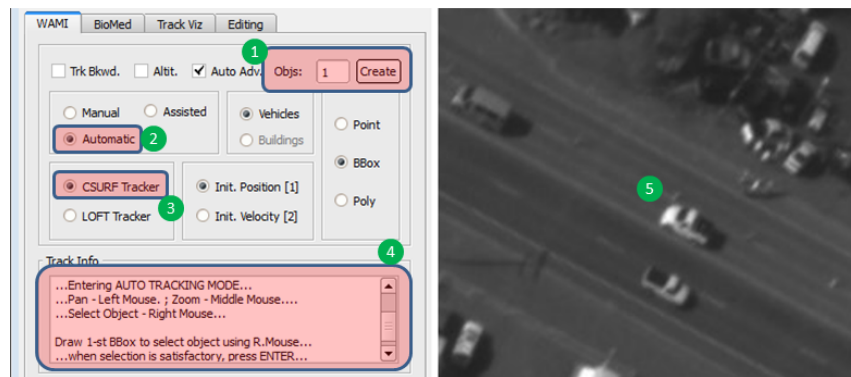 WAMI BioMed Track Viz Editing
1
Trk Bkwd. Altit. Auto Adv. Objs: 1 Create
Manual Assisted Vehicles Point
Automatic 2 Buildings
BBox
CSURF Tracker Init. Position [1]
3 Poly
LOFT Tracker Init. Velocity [2]
4
Track Info
...Entering AUTO TRACKING MODE...
...Pan - Left Mouse. ; Zoom - Middle Mouse....
...Select Object - Right Mouse...
Draw 1-st BBox to select object using R.Mouse...
...when selection is satisfactory, press ENTER...
5